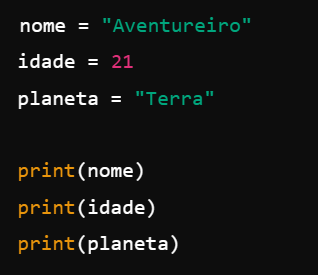 nome = "Aventureiro"
idade = 21
planeta = "Terra"
print(nome)
print(idade)
print(planeta)